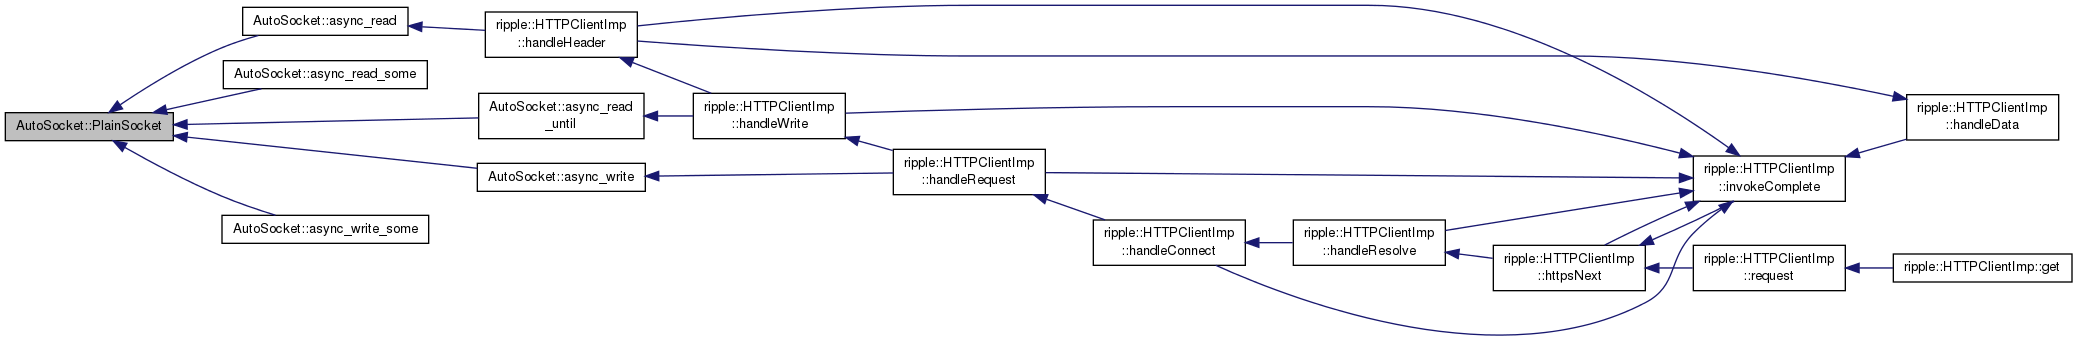 AutoSocket::PlainSocket
AutoSocket::async_read
AutoSocket::async_read_some
AutoSocket::async_read
_until
AutoSocket::async_write
AutoSocket::async_write_some
ripple::HTTPClientImp
::handleHeader
ripple::HTTPClientImp
::handleWrite
ripple::HTTPClientImp
::handleRequest
ripple::HTTPClientImp
::handleConnect
ripple::HTTPClientImp
::handleResolve
ripple::HTTPClientImp
::httpsNext
ripple::HTTPClientImp
::invokeComplete
ripple::HTTPClientImp
::request
ripple::HTTPClientImp
::handleData
ripple::HTTPClientImp::get